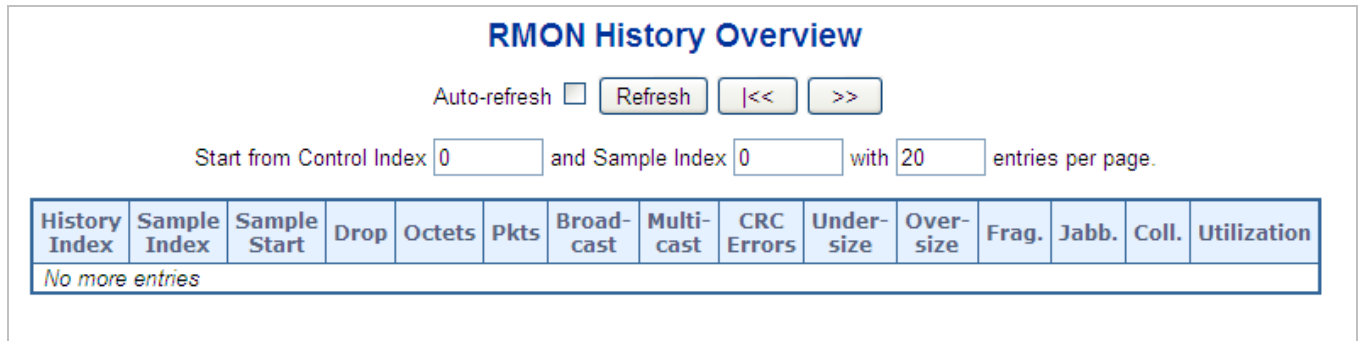 RMON History Overview
Auto-refresh Refresh |<< >>
Start from Control Index 0 and Sample Index 0 with 20 entries per page.
History Index Sample Index Sample Start Drop Octets Pkts Broad-cast Multi-cast CRC Errors Under-size Over-size Frag. Jabb. Coll. Utilization
No more entries